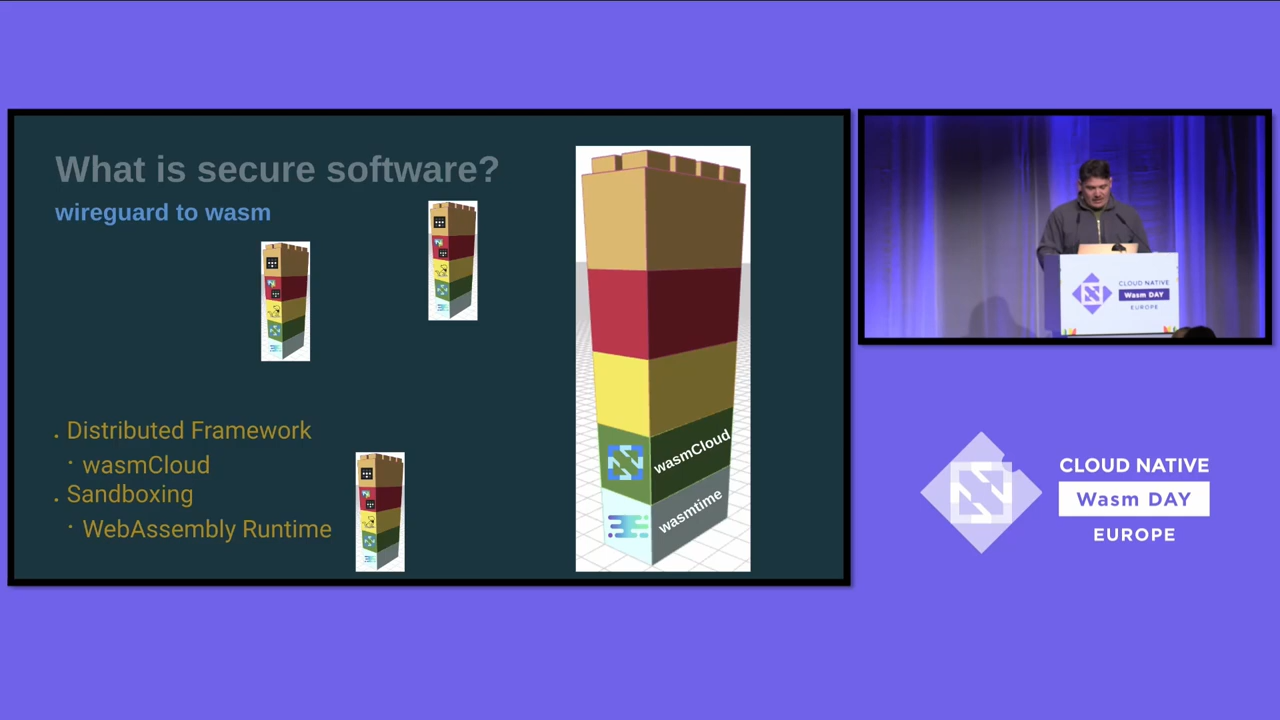 What is secure software?
wireguard to wasm
. Distributed Framework
· wasmCloud
. Sandboxing
· WebAssembly Runtime
wasmCloud
wasmtime
CLOUD NATIVE
Wasm DAY
EUROPE
CLOUD NATIVE
Wasm DAY
EUROPE